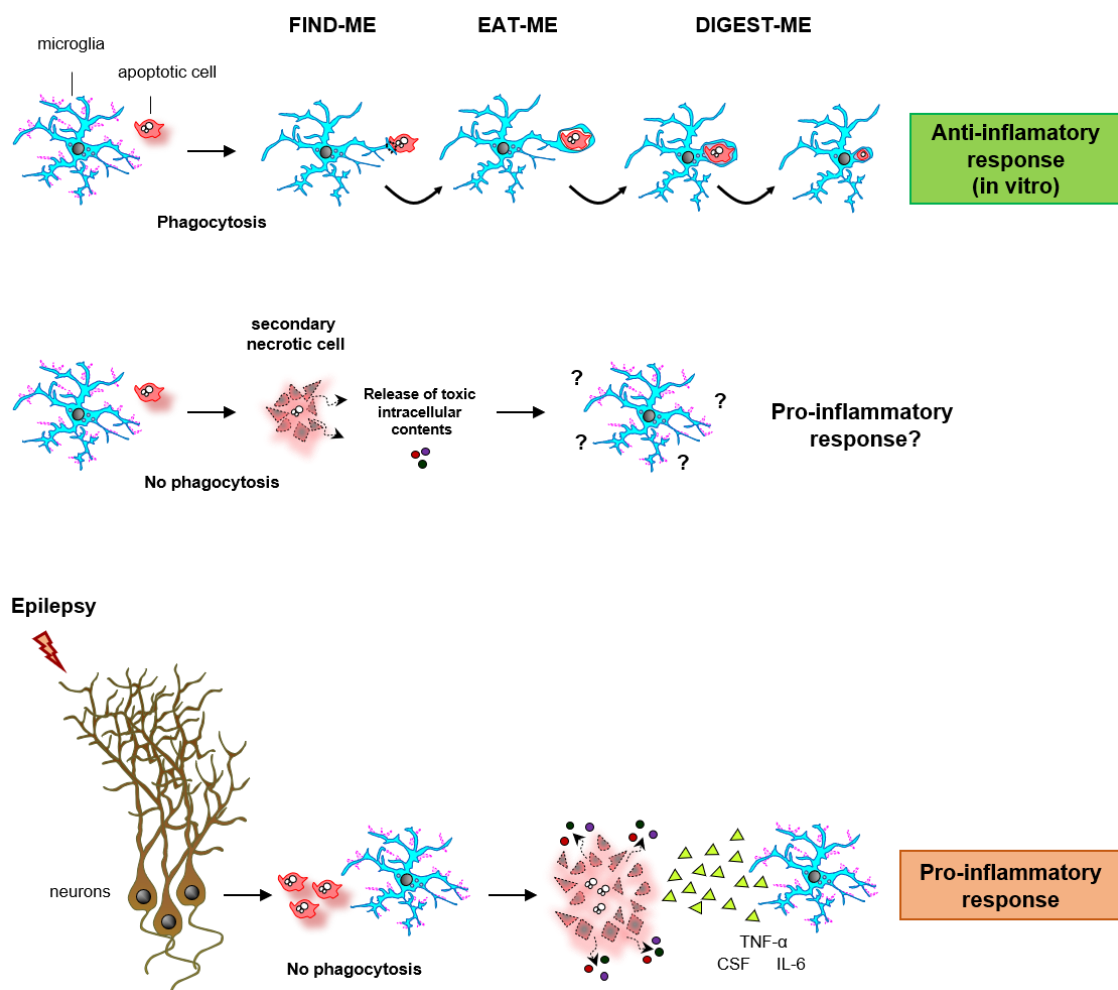 FIND-ME
EAT-ME
DIGEST-ME
microglia
apoptotic cell
Anti-inflamatory
response
(in vitro)
Phagocytosis
secondary
necrotic cell
Release of toxic
intracellular
contents
?
?
?
?
Pro-inflammatory
response?
No phagocytosis
Epilepsy
neurons
Pro-inflammatory
response
TNF-α
CSF IL-6
No phagocytosis